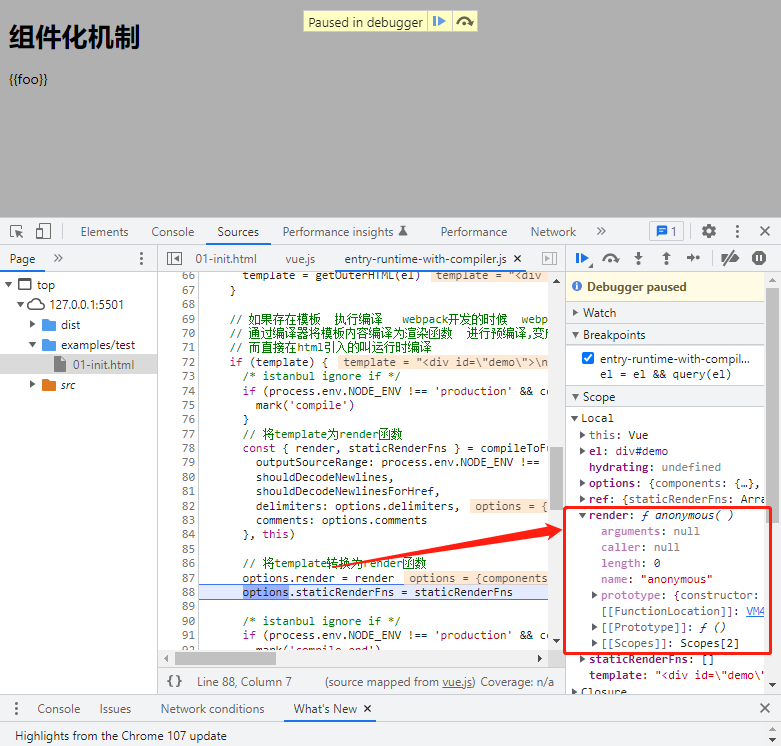 Paused in debugger
组件化机制
{{foo}}
Elements Console Sources Performance insights Performance Network » 1
Page »
01-init.html vue.js entry-runtime-with-compiler.js ×
top
127.0.0.1:5501
dist
examples/test
01-init.html
src
66 template = getOuterHTML(el) template = "<div
67 }
68
69 // 如果存在模板 执行编译 webpack开发的时候 webp
70 // 通过编译器将模板内容编译为渲染函数 进行预编译,变成
71 // 而直接在html引入的叫运行时编译
72 if (template) { template = "<div id=\"demo\">\n
73 /* istanbul ignore if */
74 if (process.env.NODE_ENV !== 'production' && co
75 mark('compile')
76 }
77 // 将template为render函数
78 const { render, staticRenderFns } = compileToFu
79 outputSourceRange: process.env.NODE_ENV !==
80 shouldDecodeNewlines,
81 shouldDecodeNewlinesForHref,
82 delimiters: options.delimiters, options = {
83 comments: options.comments
84 }, this)
85
86 // 将template转换为render函数
87 options.render = render options = {components
88 options.staticRenderFns = staticRenderFns
89
90 /* istanbul ignore if */
91 if (process.env.NODE_ENV !== 'production' && co
92 mark('compile end')
{} Line 88, Column 7 (source mapped from vue.js) Coverage: n/a
Debugger paused
Watch
Breakpoints
entry-runtime-with-compil...
el = el && query(el)
Scope
Local
this: Vue
el: div#demo
hydrating: undefined
options: {components: {…},
ref: {staticRenderFns: Arra
render: ƒ anonymous( )
arguments: null
caller: null
length: 0
name: "anonymous"
prototype: {constructor:
[[FunctionLocation]]: VM4
[[Prototype]]: ƒ ()
[[Scopes]]: Scopes[2]
staticRenderFns: []
template: "<div id=\"demo\"
Closure
Console Issues Network conditions What's New ×
Highlights from the Chrome 107 update